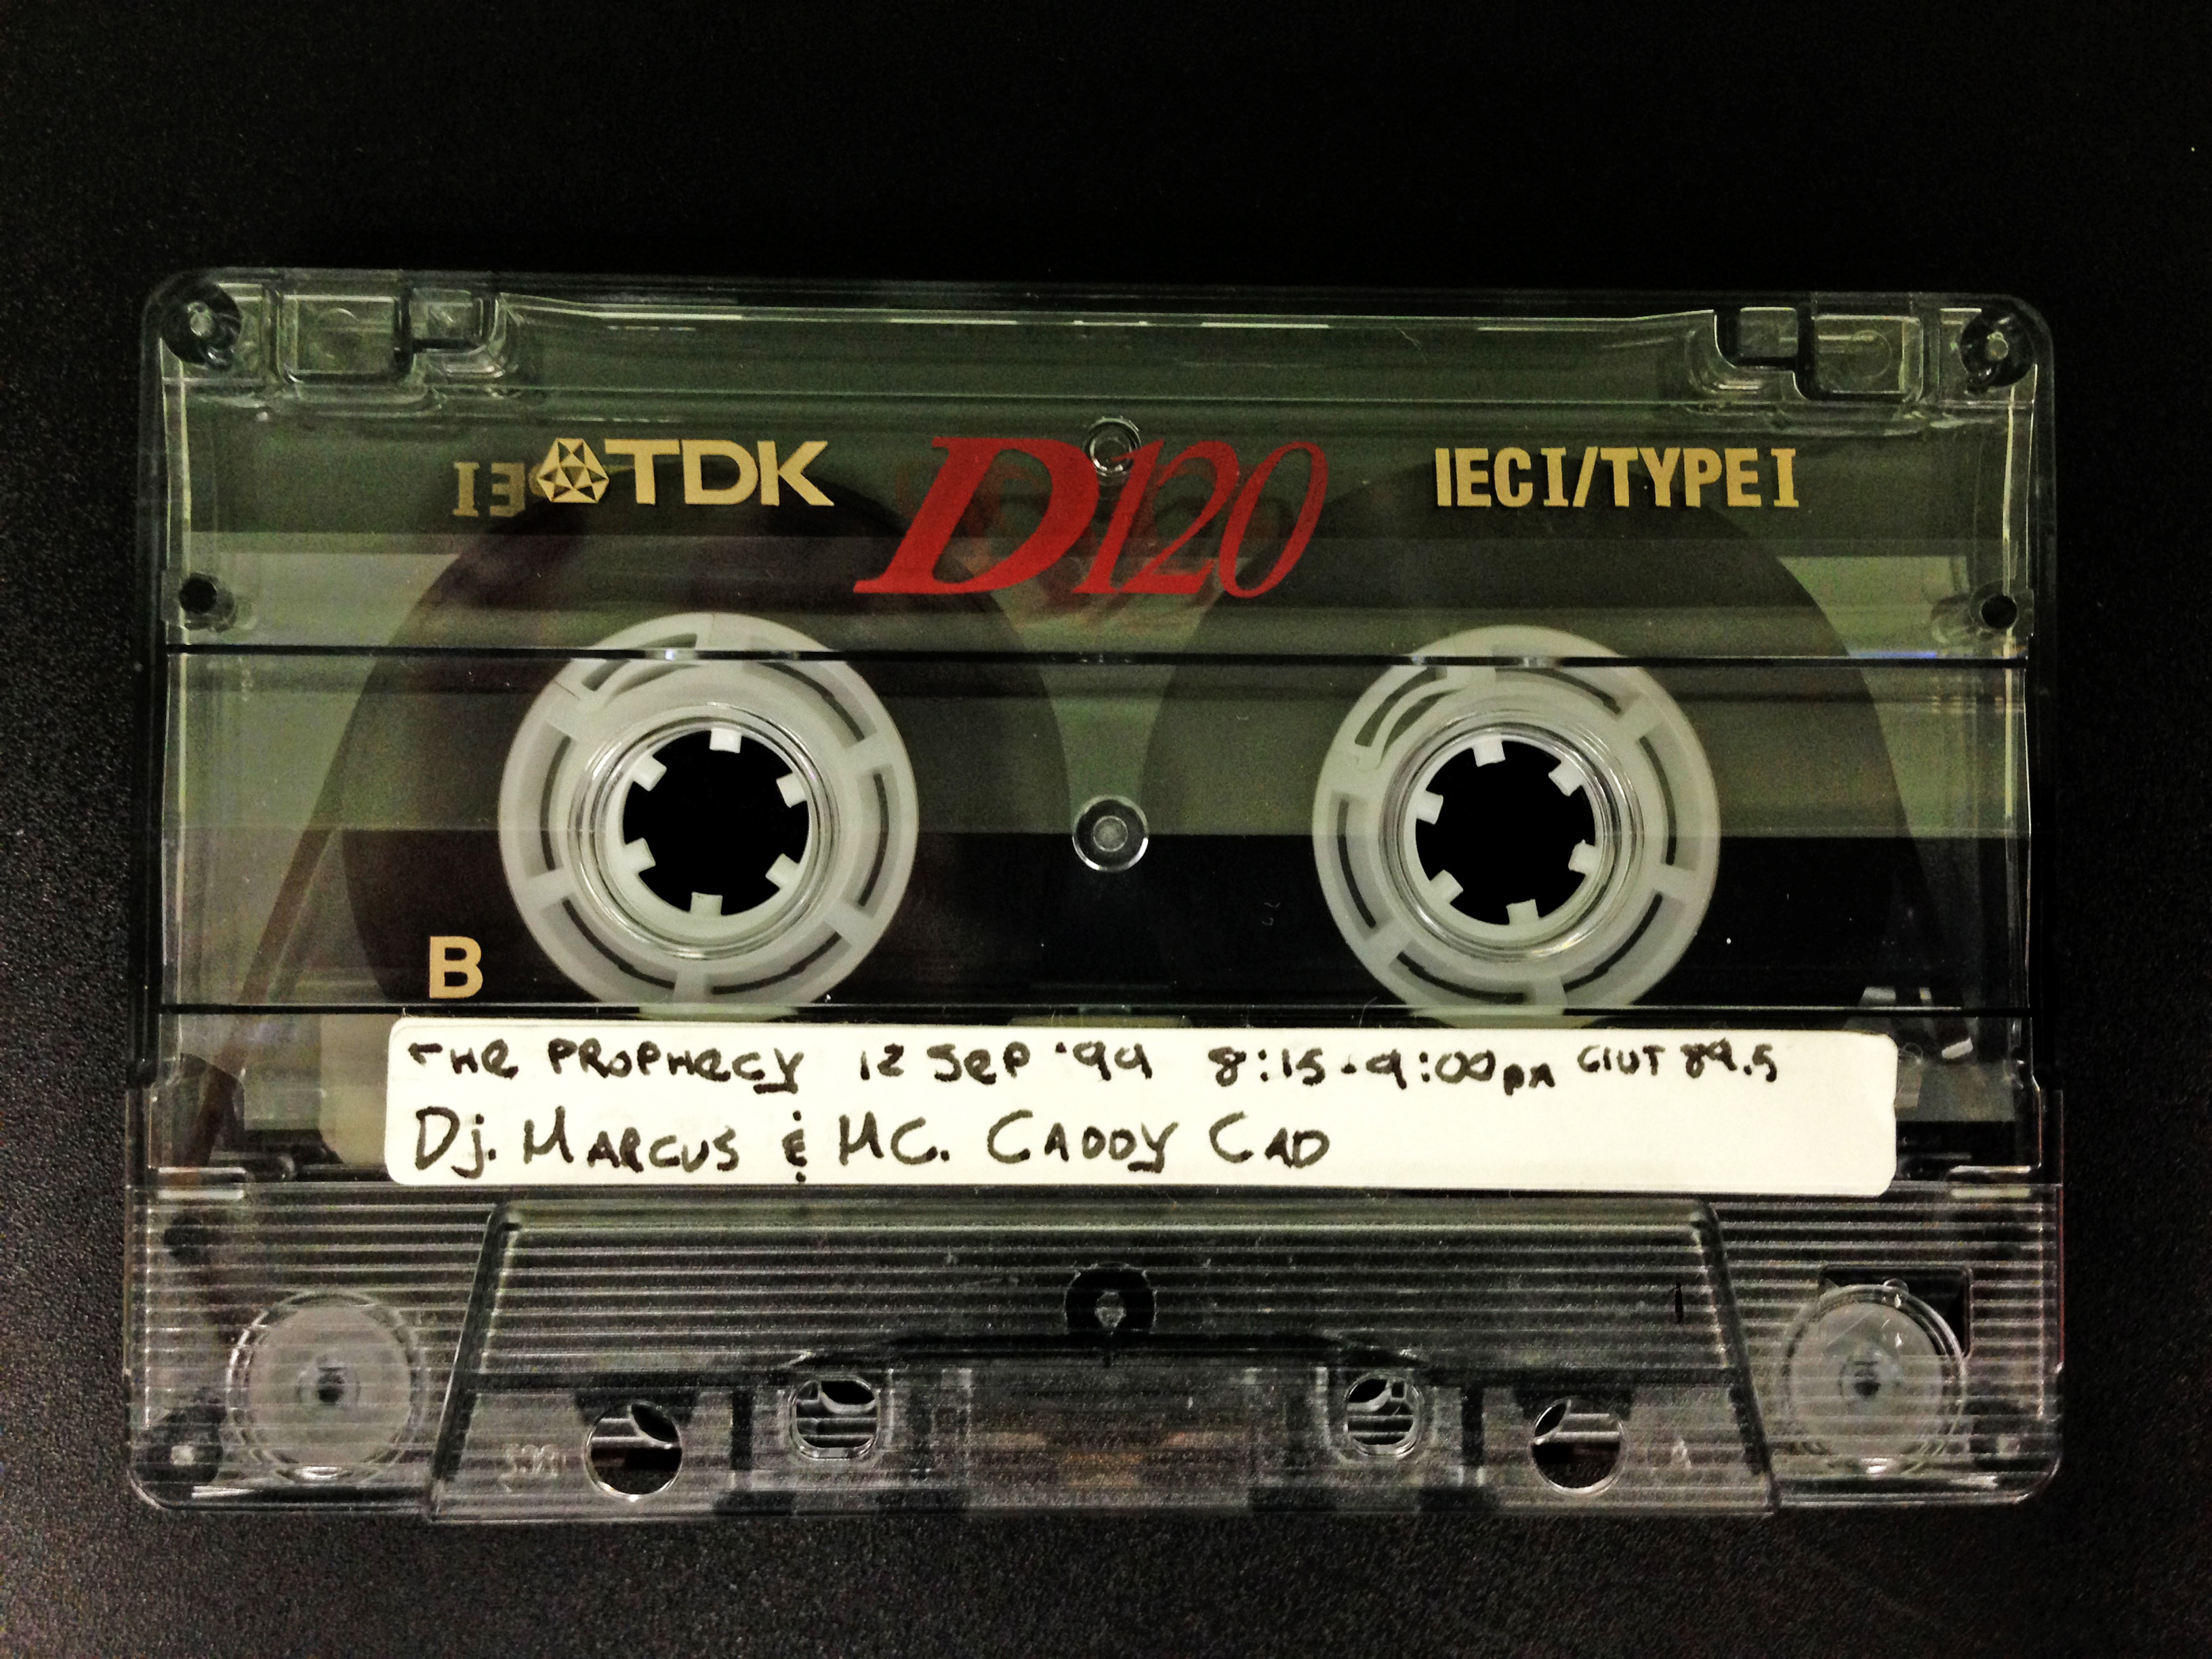 TDK D120 IEC I/TYPE I
B
THE PROPHECY 12 SEP '99 8:15-9:00pm CIUT 89.5
DJ. MARCUS & MC. CADDY CAD